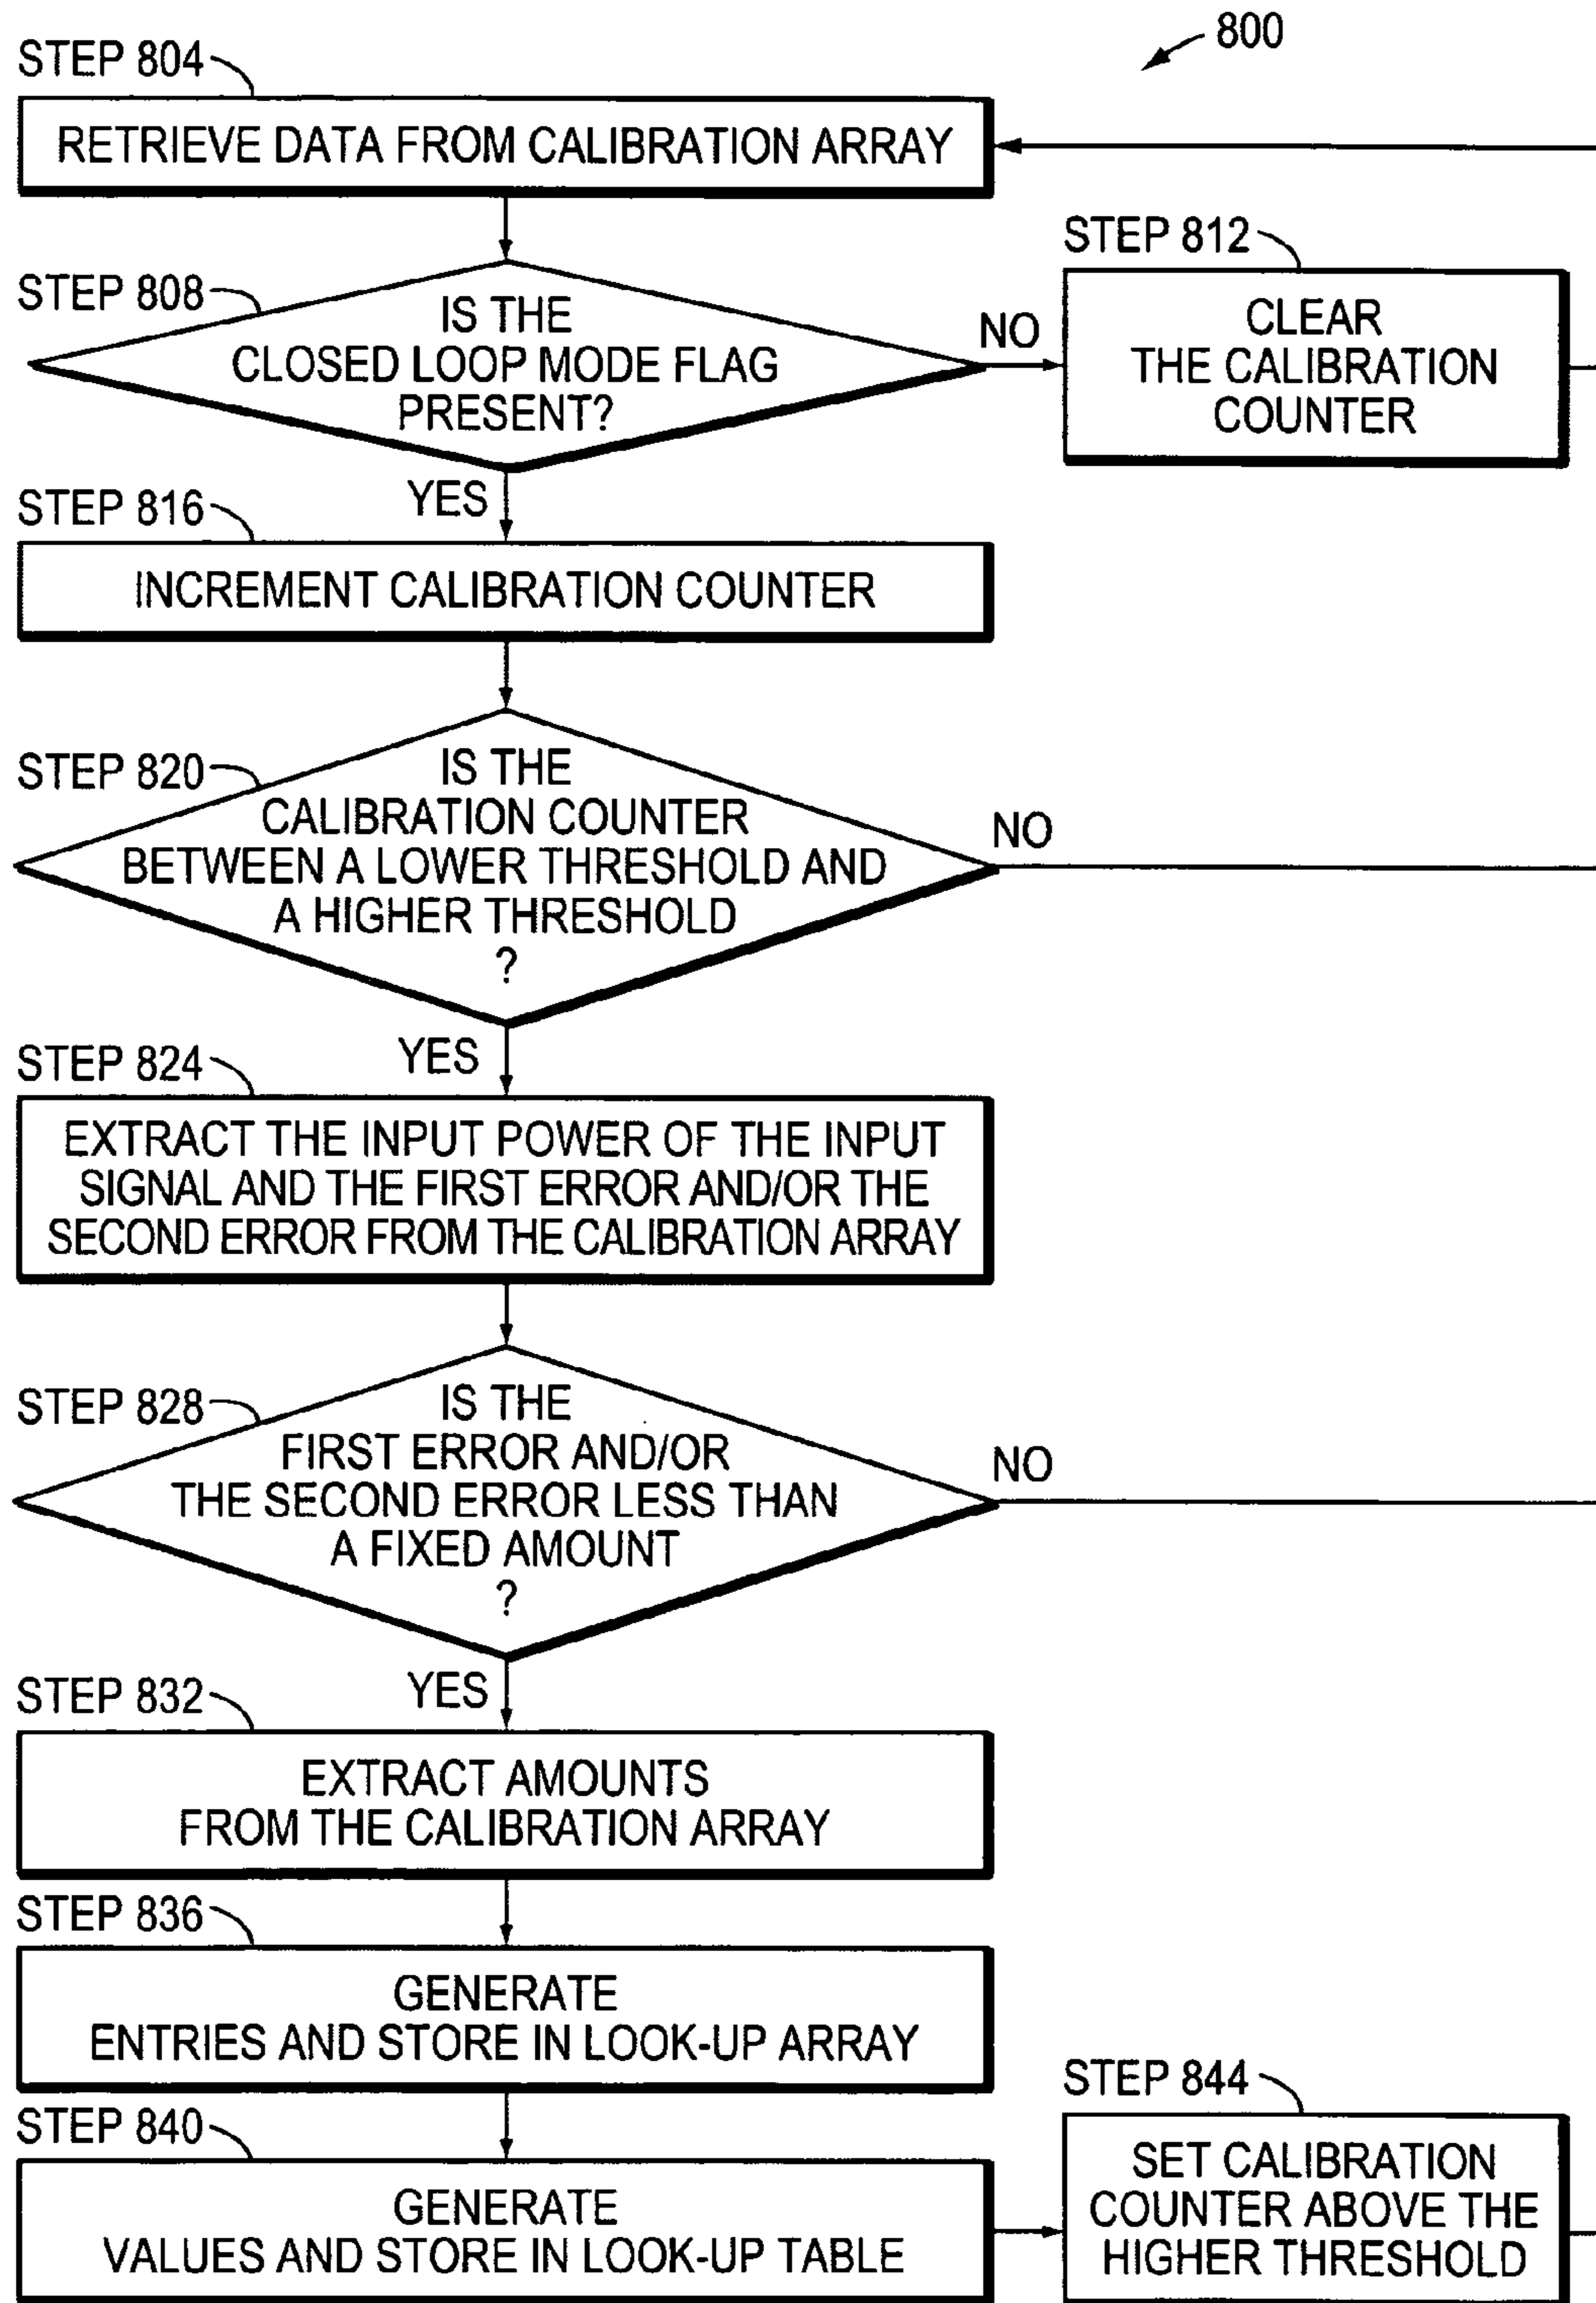 800
STEP 804
RETRIEVE DATA FROM CALIBRATION ARRAY
STEP 808
IS THE
CLOSED LOOP MODE FLAG
PRESENT?
NO
STEP 812
CLEAR
THE CALIBRATION
COUNTER
YES
STEP 816
INCREMENT CALIBRATION COUNTER
STEP 820
IS THE
CALIBRATION COUNTER
BETWEEN A LOWER THRESHOLD AND
A HIGHER THRESHOLD
?
NO
YES
STEP 824
EXTRACT THE INPUT POWER OF THE INPUT
SIGNAL AND THE FIRST ERROR AND/OR THE
SECOND ERROR FROM THE CALIBRATION ARRAY
STEP 828
IS THE
FIRST ERROR AND/OR
THE SECOND ERROR LESS THAN
A FIXED AMOUNT
?
NO
YES
STEP 832
EXTRACT AMOUNTS
FROM THE CALIBRATION ARRAY
STEP 836
GENERATE
ENTRIES AND STORE IN LOOK-UP ARRAY
STEP 840
GENERATE
VALUES AND STORE IN LOOK-UP TABLE
STEP 844
SET CALIBRATION
COUNTER ABOVE THE
HIGHER THRESHOLD